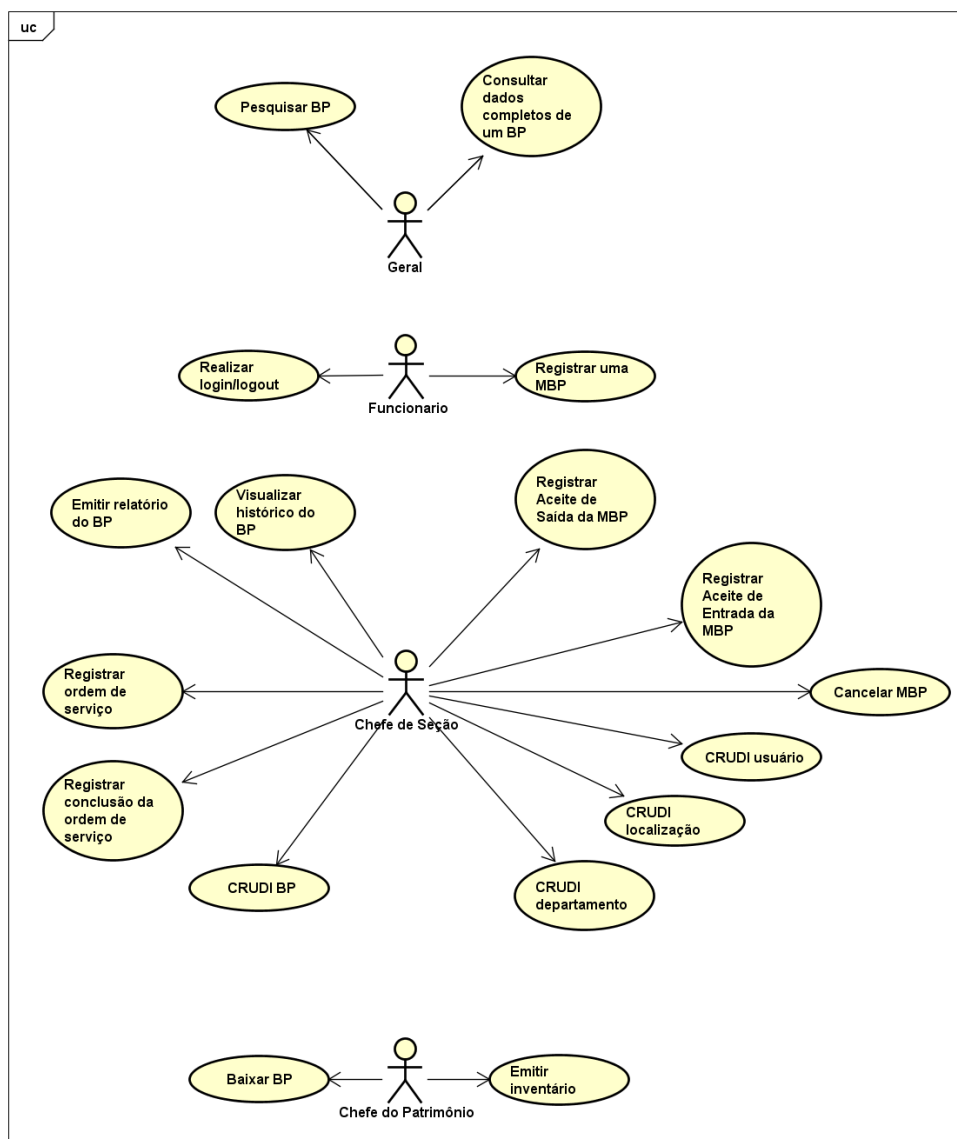 uc
Pesquisar BP
Consultar
dados
completos de
um BP
Geral
Realizar
login/logout
Funcionario
Registrar uma
MBP
Emitir relatório
do BP
Visualizar
histórico do
BP
Registrar
Aceite de
Saída da MBP
Registrar
Aceite de
Entrada da
MBP
Registrar
ordem de
serviço
Chefe de Seção
Cancelar MBP
CRUDI usuário
Registrar
conclusão da
ordem de
serviço
CRUDI
localização
CRUDI BP
CRUDI
departamento
Baixar BP
Chefe do Patrimônio
Emitir
inventário